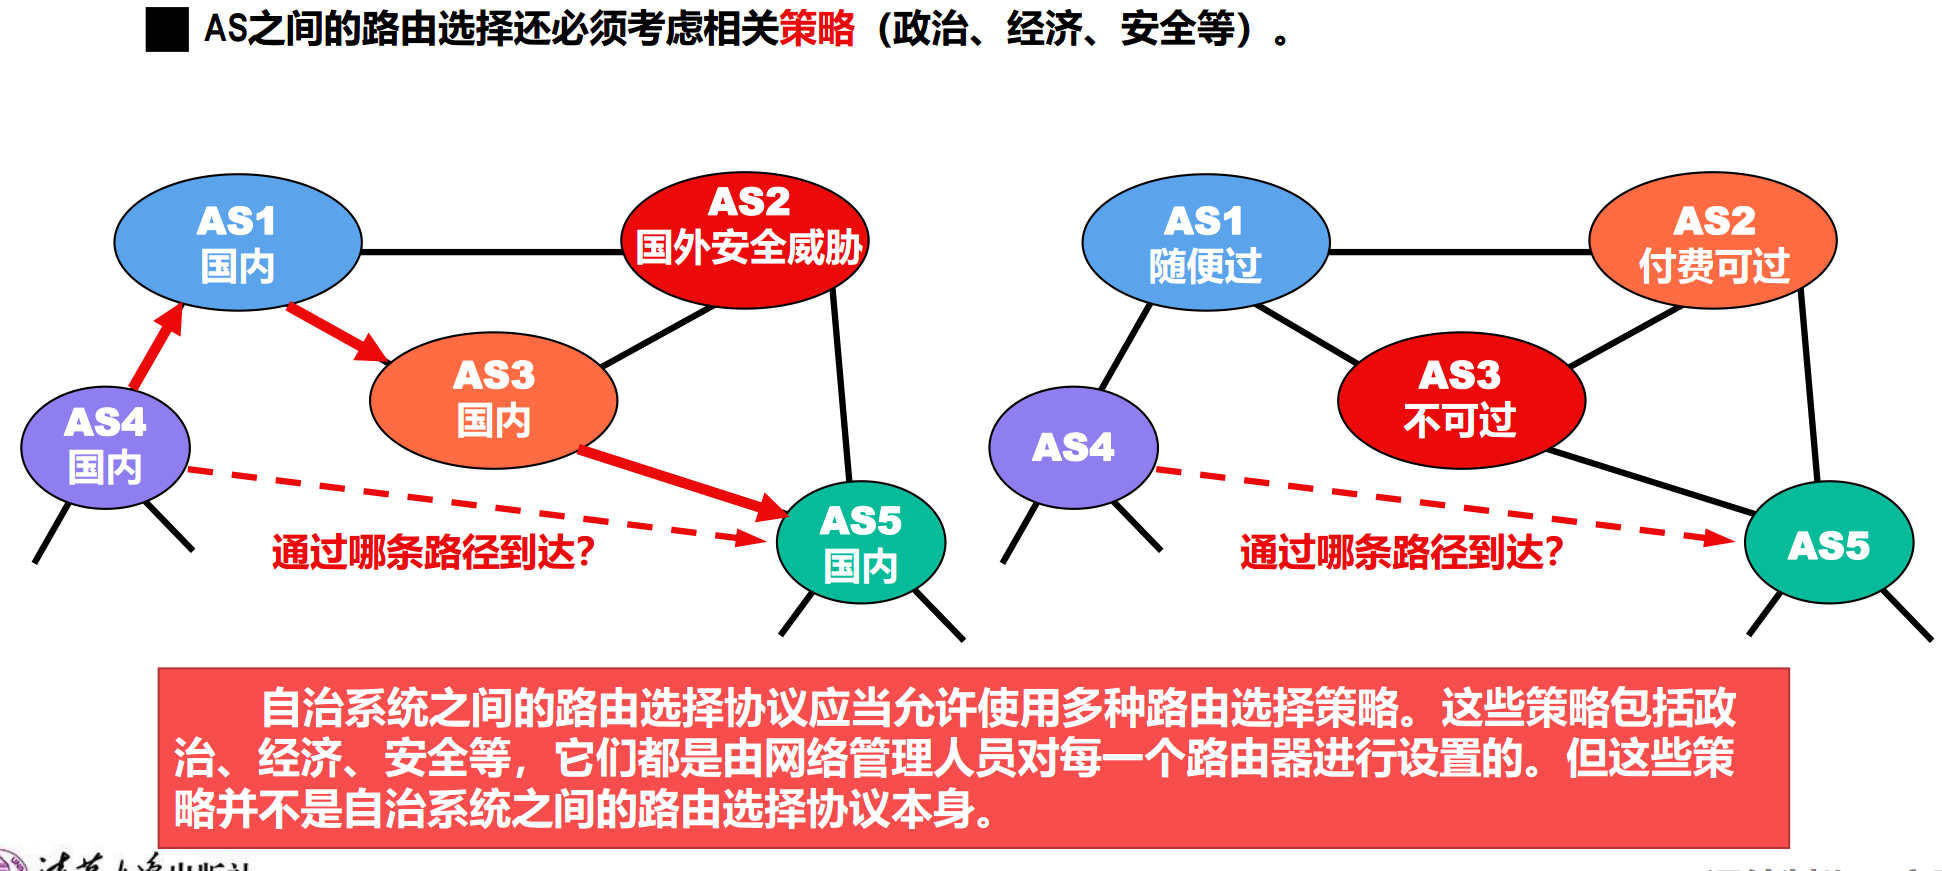 AS之间的路由选择还必须考虑相关策略（政治、经济、安全等）。
AS1
国内
AS2
国外安全威胁
AS3
国内
AS4
国内
AS5
国内
通过哪条路径到达？
AS1
随便过
AS2
付费可过
AS3
不可过
AS4
AS5
通过哪条路径到达？
自治系统之间的路由选择协议应当允许使用多种路由选择策略。这些策略包括政
治、经济、安全等，它们都是由网络管理人员对每一个路由器进行设置的。但这些策
略并不是自治系统之间的路由选择协议本身。
清华大学出版社